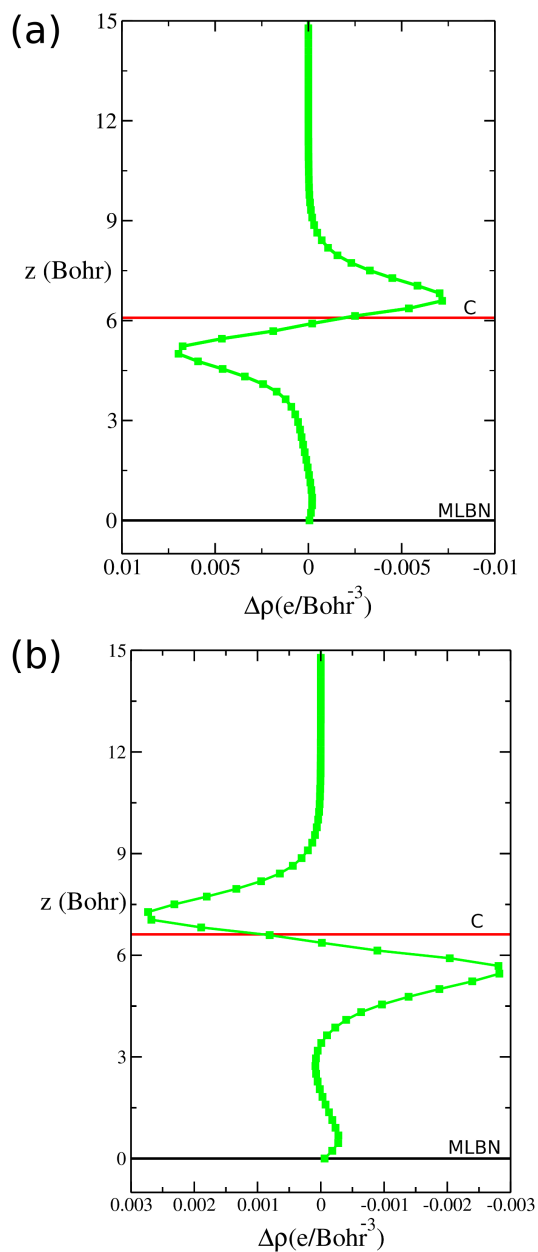 (a)
15
12
9
z (Bohr)
C
6
3
MLBN
0
0.01 0.005 0 -0.005 -0.01
Δρ(e/Bohr⁻³)
(b)
15
12
9
z (Bohr)
C
6
3
MLBN
0
0.003 0.002 0.001 0 -0.001 -0.002 -0.003
Δρ(e/Bohr⁻³)